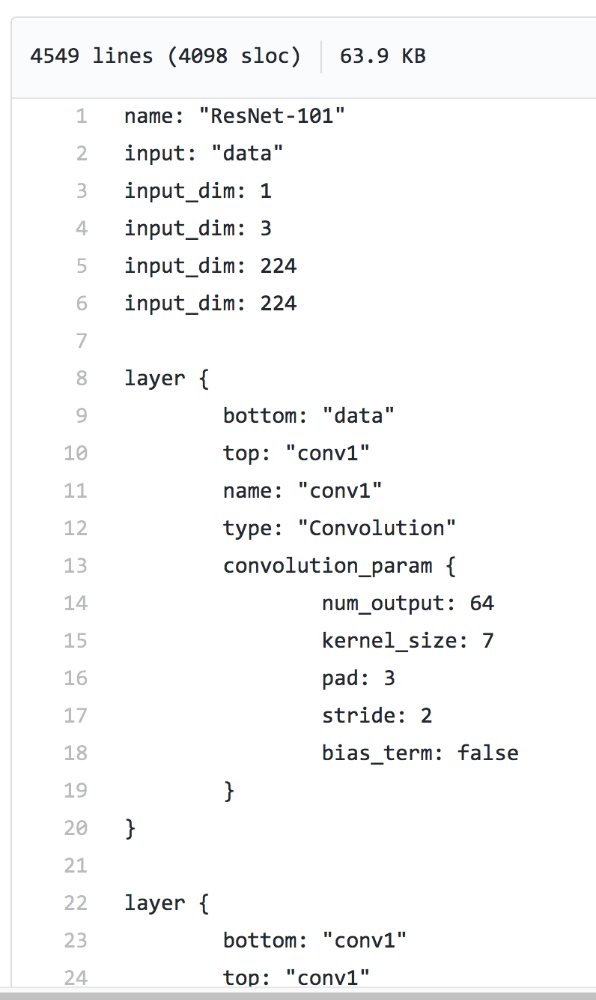 4549 lines (4098 sloc) 63.9 KB
1 name: "ResNet-101"
2 input: "data"
3 input_dim: 1
4 input_dim: 3
5 input_dim: 224
6 input_dim: 224
7
8 layer {
9 bottom: "data"
10 top: "conv1"
11 name: "conv1"
12 type: "Convolution"
13 convolution_param {
14 num_output: 64
15 kernel_size: 7
16 pad: 3
17 stride: 2
18 bias_term: false
19 }
20 }
21
22 layer {
23 bottom: "conv1"
24 top: "conv1"